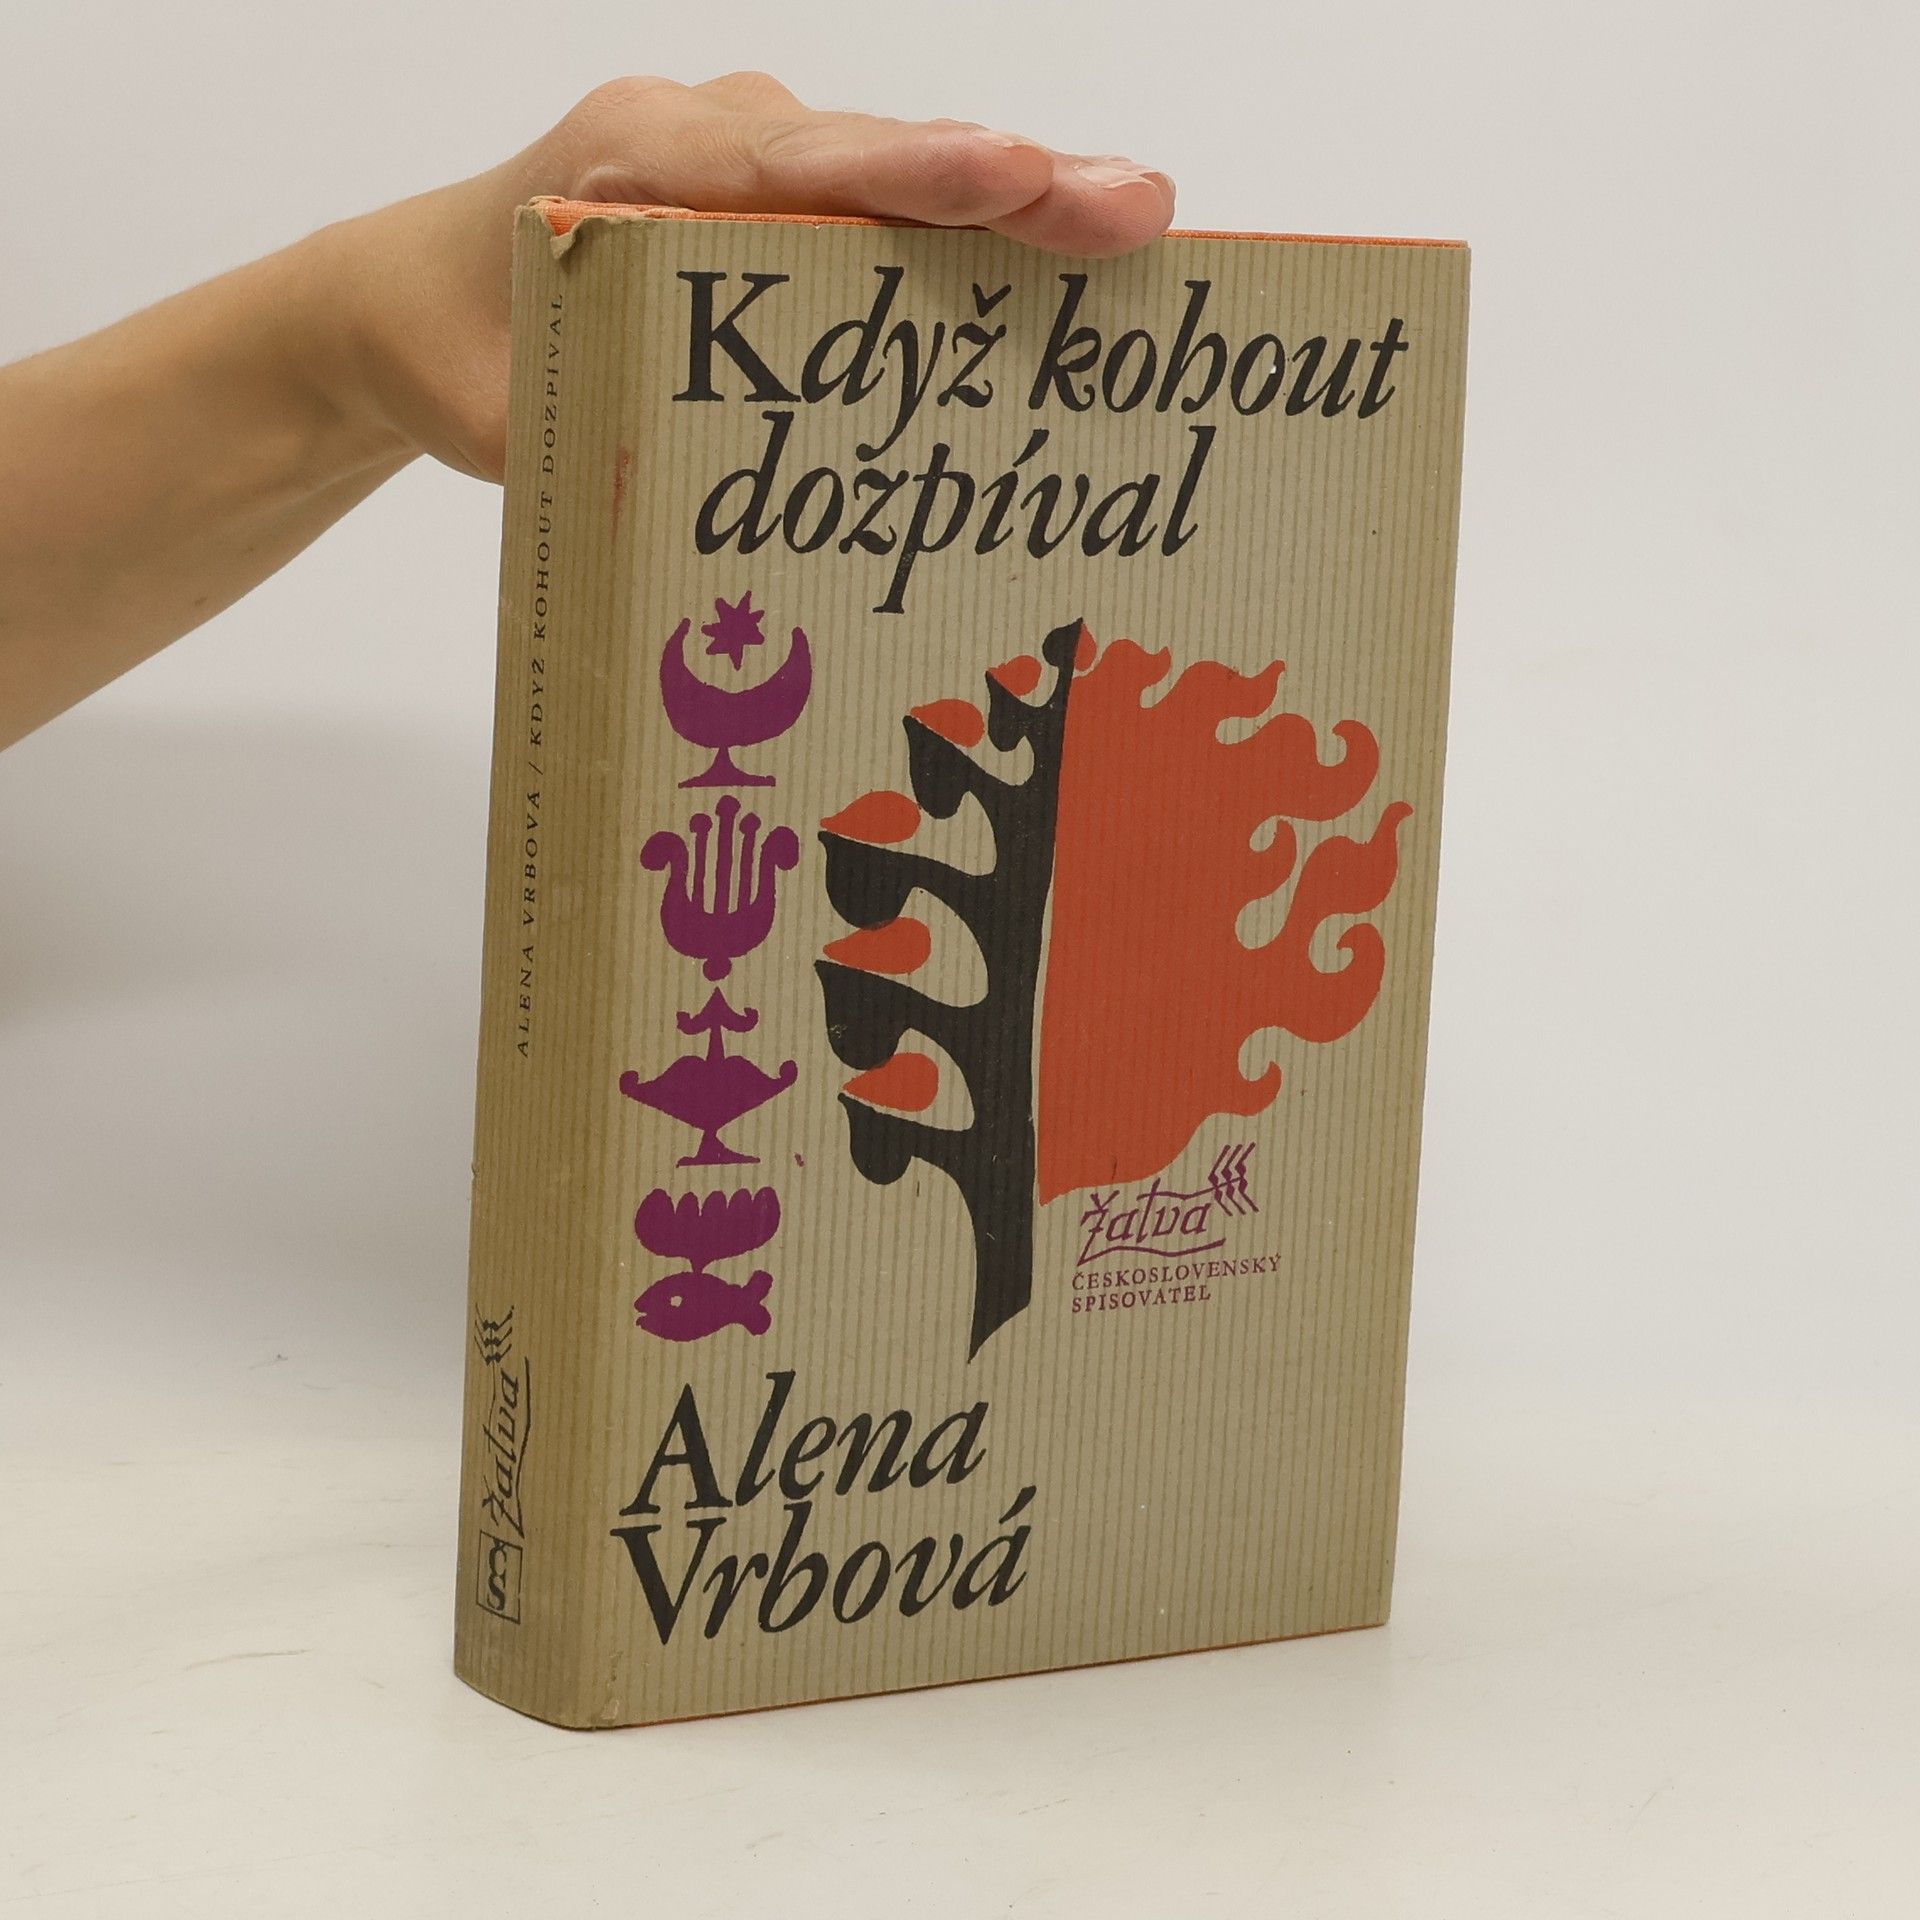 Když kohout
dozpíval
Žatva
ČESKOSLOVENSKÝ
SPISOVATEL
Alena
Vrbová
ALENA VRBOVÁ / KDYŽ KOHOUT DOZPÍVAL
Žatva
ČS